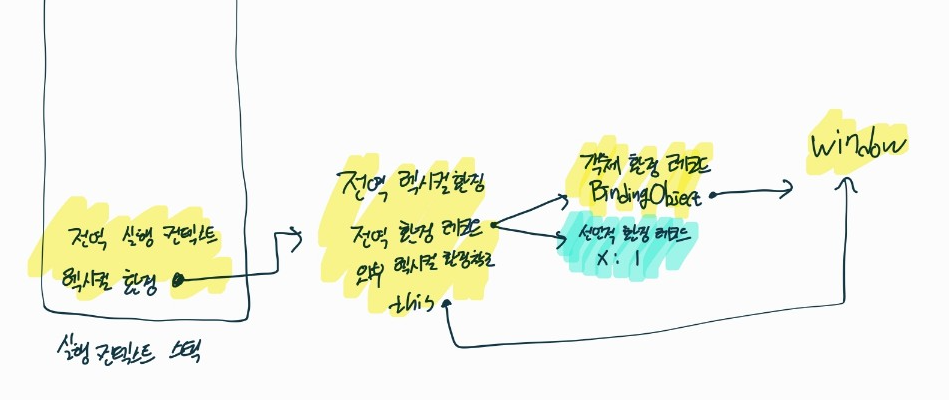 전역 실행 컨텍스트
렉시컬 환경
실행 컨텍스트 스택
전역 렉시컬 환경
전역 환경 레코드
외부 렉시컬 환경참조
this
객체 환경 레코드
BindingObject
선언적 환경 레코드
x: 1
window